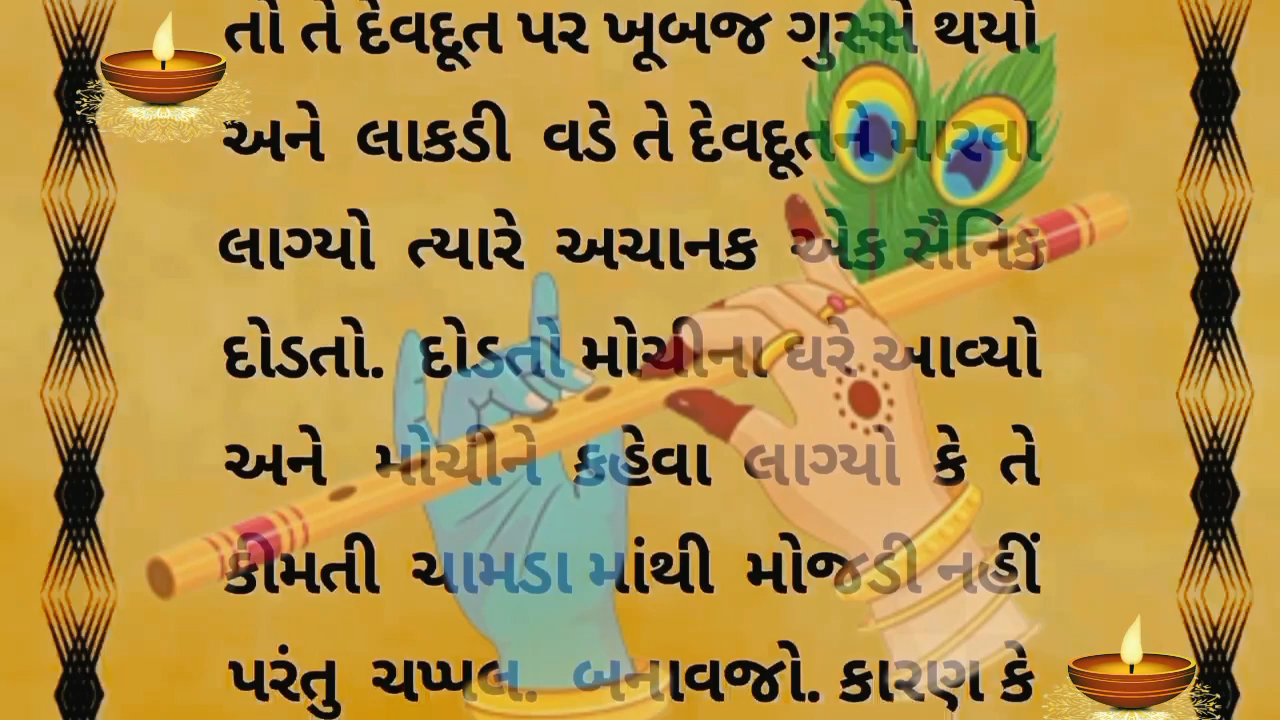 તો તે દેવદૂત પર ખૂબજ ગુસ્સે થયો
અને લાકડી વડે તે દેવદૂતને મારવા
લાગ્યો ત્યારે અચાનક એક સૈનિક
દોડતો. દોડતો મોચીના ઘરે આવ્યો
અને મોચીને કહેવા લાગ્યો કે તે
કીમતી ચામડા માંથી મોજડી નહીં
પરંતુ ચપ્પલ. બનાવજો. કારણ કે